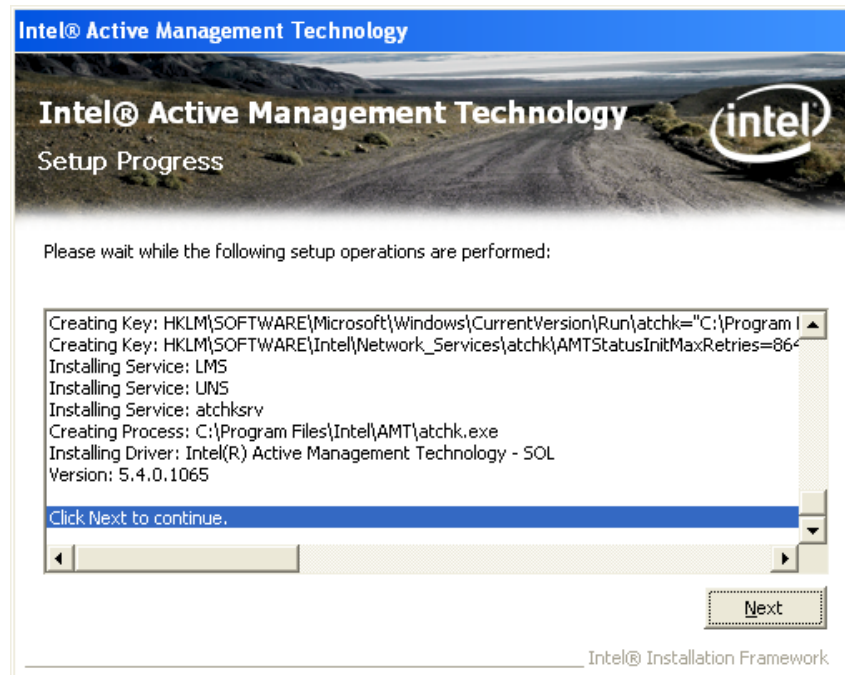 Intel® Active Management Technology
Intel® Active Management Technology
intel
Setup Progress
Please wait while the following setup operations are performed:
Creating Key: HKLM\SOFTWARE\Microsoft\Windows\CurrentVersion\Run\atchk="C:\Program
Creating Key: HKLM\SOFTWARE\Intel\Network_Services\atchk\AMTStatusInitMaxRetries=864
Installing Service: LMS
Installing Service: UNS
Installing Service: atchksrv
Creating Process: C:\Program Files\Intel\AMT\atchk.exe
Installing Driver: Intel(R) Active Management Technology - SOL
Version: 5.4.0.1065
Click Next to continue.
Next
Intel® Installation Framework